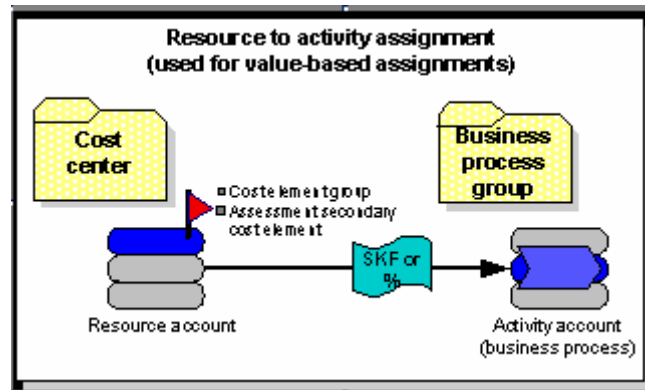 Resource to activity assignment
(used for value-based assignments)
Cost
center
Business
process
group
Cost element group
Assessment secondary
cost element
SKF or
%
Resource account
Activity account
(business process)